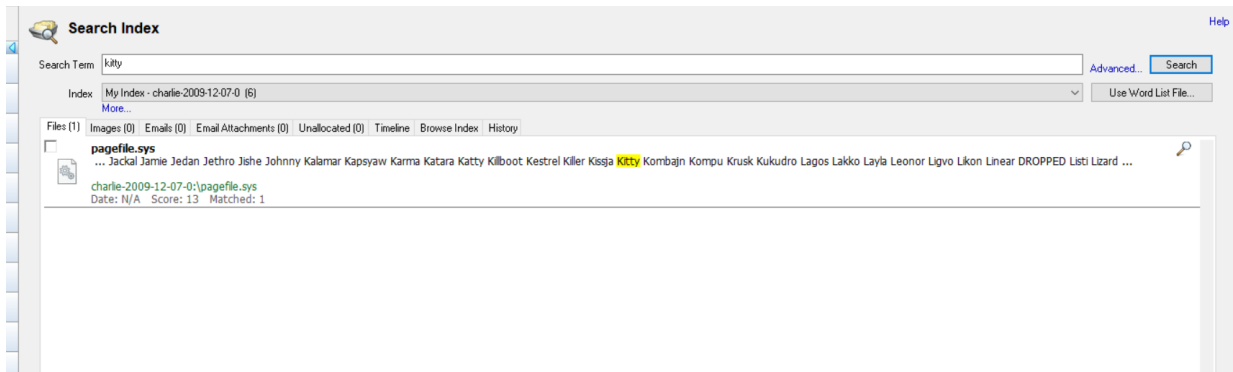 Search Index
Help
Search Term kitty
Advanced... Search
Index My Index - charlie-2009-12-07-0 (6) Use Word List File...
More...
Files (1) Images (0) Emails (0) Email Attachments (0) Unallocated (0) Timeline Browse Index History
pagefile.sys
... Jackal Jamie Jedan Jethro Jishe Johnny Kalamar Kapsyaw Karma Katara Katty Killboot Kestrel Killer Kissja Kitty Kombajn Kompu Krusk Kukudro Lagos Lakko Layla Leonor Ligvo Likon Linear DROPPED Listi Lizard ...
charlie-2009-12-07-0:\pagefile.sys
Date: N/A Score: 13 Matched: 1